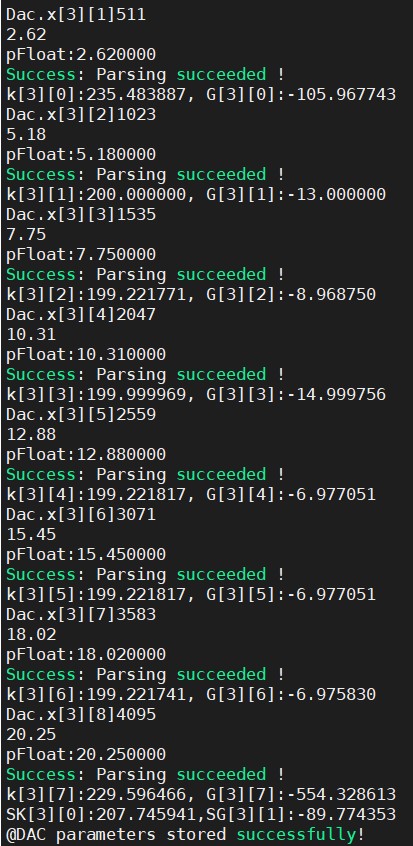 Dac.x[3][1]511
2.62
pFloat:2.620000
Success: Parsing succeeded !
k[3][0]:235.483887, G[3][0]:-105.967743
Dac.x[3][2]1023
5.18
pFloat:5.180000
Success: Parsing succeeded !
k[3][1]:200.000000, G[3][1]:-13.000000
Dac.x[3][3]1535
7.75
pFloat:7.750000
Success: Parsing succeeded !
k[3][2]:199.221771, G[3][2]:-8.968750
Dac.x[3][4]2047
10.31
pFloat:10.310000
Success: Parsing succeeded !
k[3][3]:199.999969, G[3][3]:-14.999756
Dac.x[3][5]2559
12.88
pFloat:12.880000
Success: Parsing succeeded !
k[3][4]:199.221817, G[3][4]:-6.977051
Dac.x[3][6]3071
15.45
pFloat:15.450000
Success: Parsing succeeded !
k[3][5]:199.221817, G[3][5]:-6.977051
Dac.x[3][7]3583
18.02
pFloat:18.020000
Success: Parsing succeeded !
k[3][6]:199.221741, G[3][6]:-6.975830
Dac.x[3][8]4095
20.25
pFloat:20.250000
Success: Parsing succeeded !
k[3][7]:229.596466, G[3][7]:-554.328613
SK[3][0]:207.745941,SG[3][1]:-89.774353
@DAC parameters stored successfully!